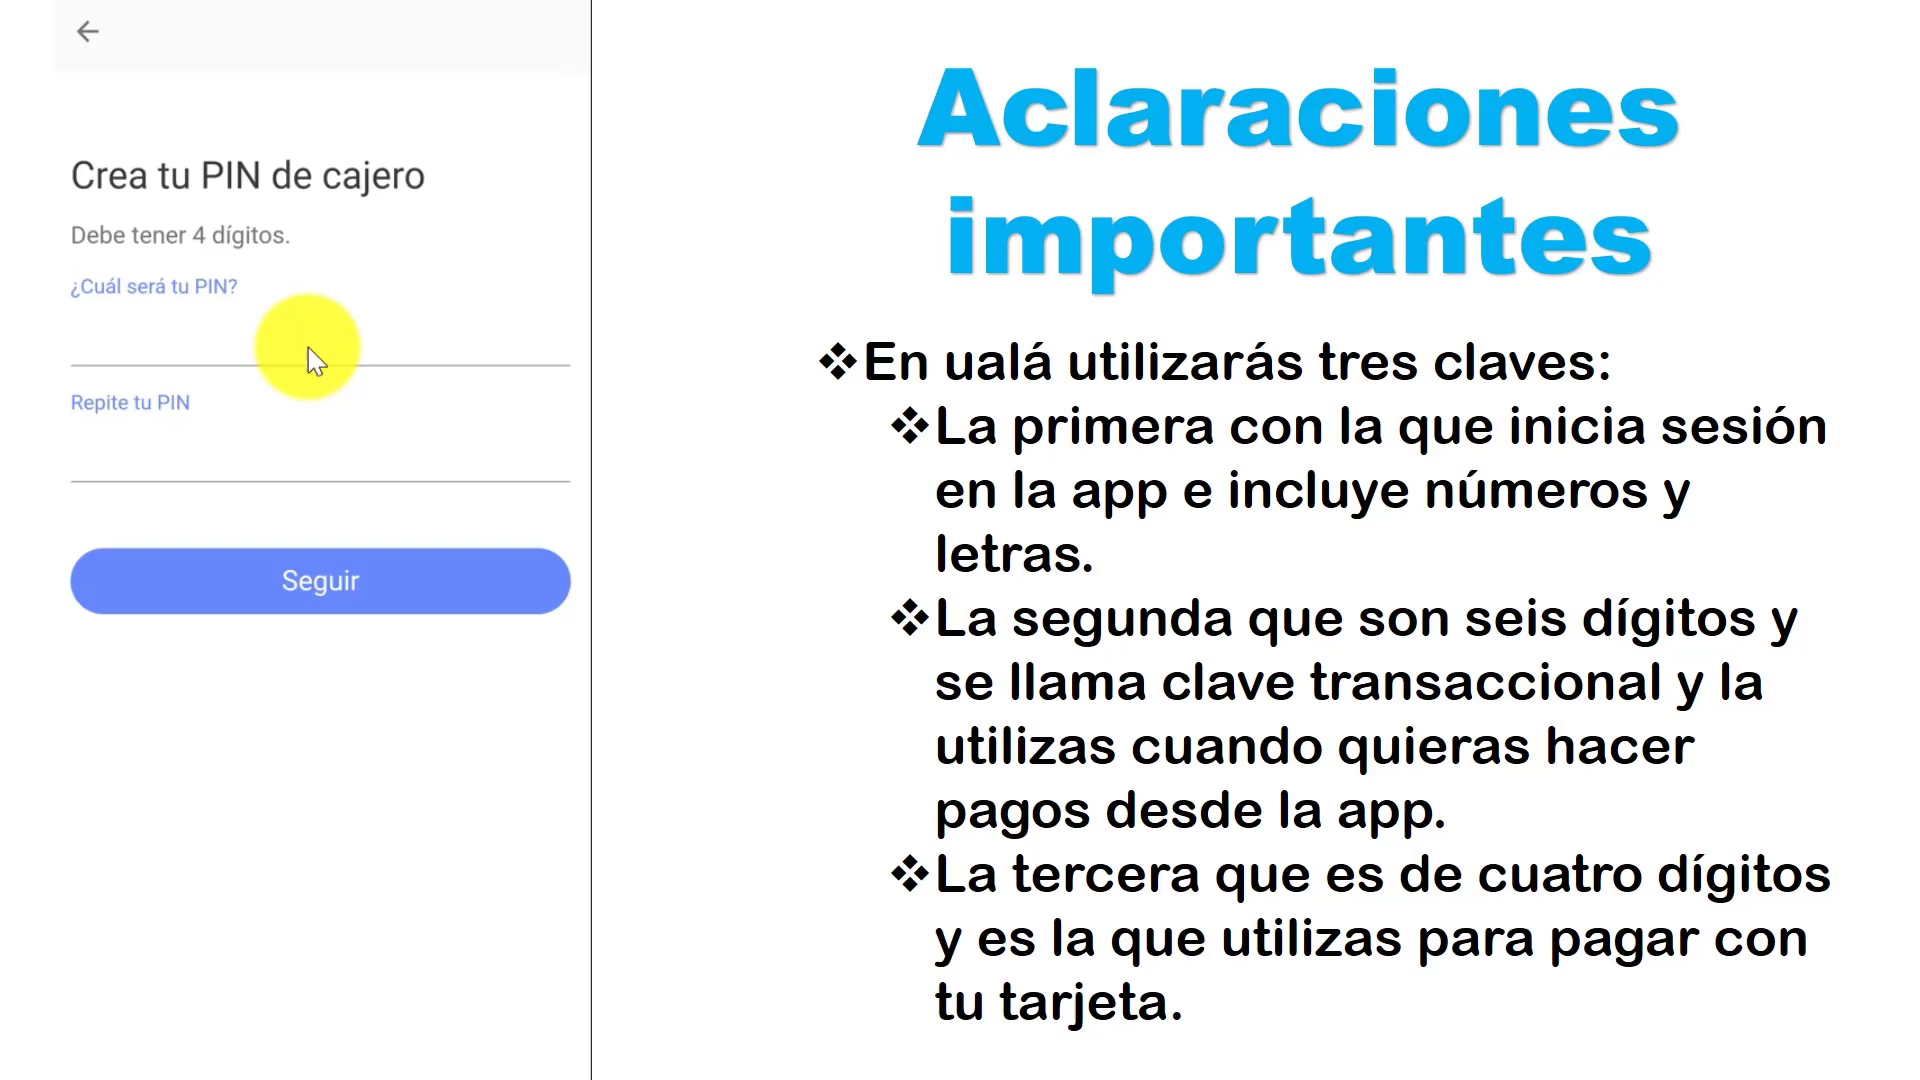 Crea tu PIN de cajero
Debe tener 4 dígitos.
¿Cuál será tu PIN?
Repite tu PIN
Seguir
Aclaraciones
importantes
❖En ualá utilizarás tres claves:
❖La primera con la que inicia sesión
en la app e incluye números y
letras.
❖La segunda que son seis dígitos y
se llama clave transaccional y la
utilizas cuando quieras hacer
pagos desde la app.
❖La tercera que es de cuatro dígitos
y es la que utilizas para pagar con
tu tarjeta.